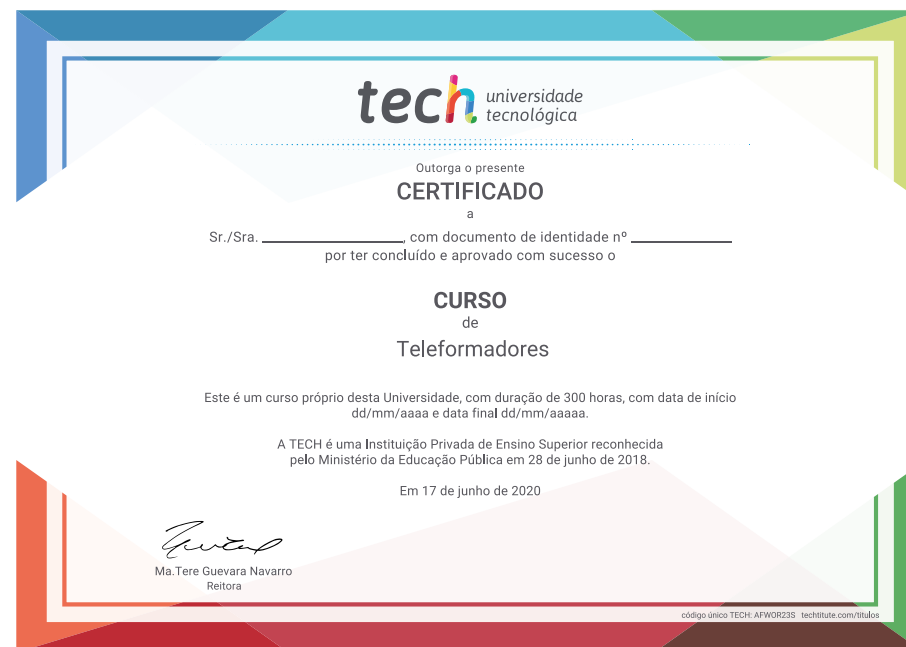 tech universidade
tecnológica
Outorga o presente
CERTIFICADO
a
Sr./Sra. ____________________, com documento de identidade nº ______________
por ter concluído e aprovado com sucesso o
CURSO
de
Teleformadores
Este é um curso próprio desta Universidade, com duração de 300 horas, com data de início
dd/mm/aaaa e data final dd/mm/aaaaa.
A TECH é uma Instituição Privada de Ensino Superior reconhecida
pelo Ministério da Educação Pública em 28 de junho de 2018.
Em 17 de junho de 2020
Ma.Tere Guevara Navarro
Reitora
código único TECH: AFWOR23S techtitute.com/títulos